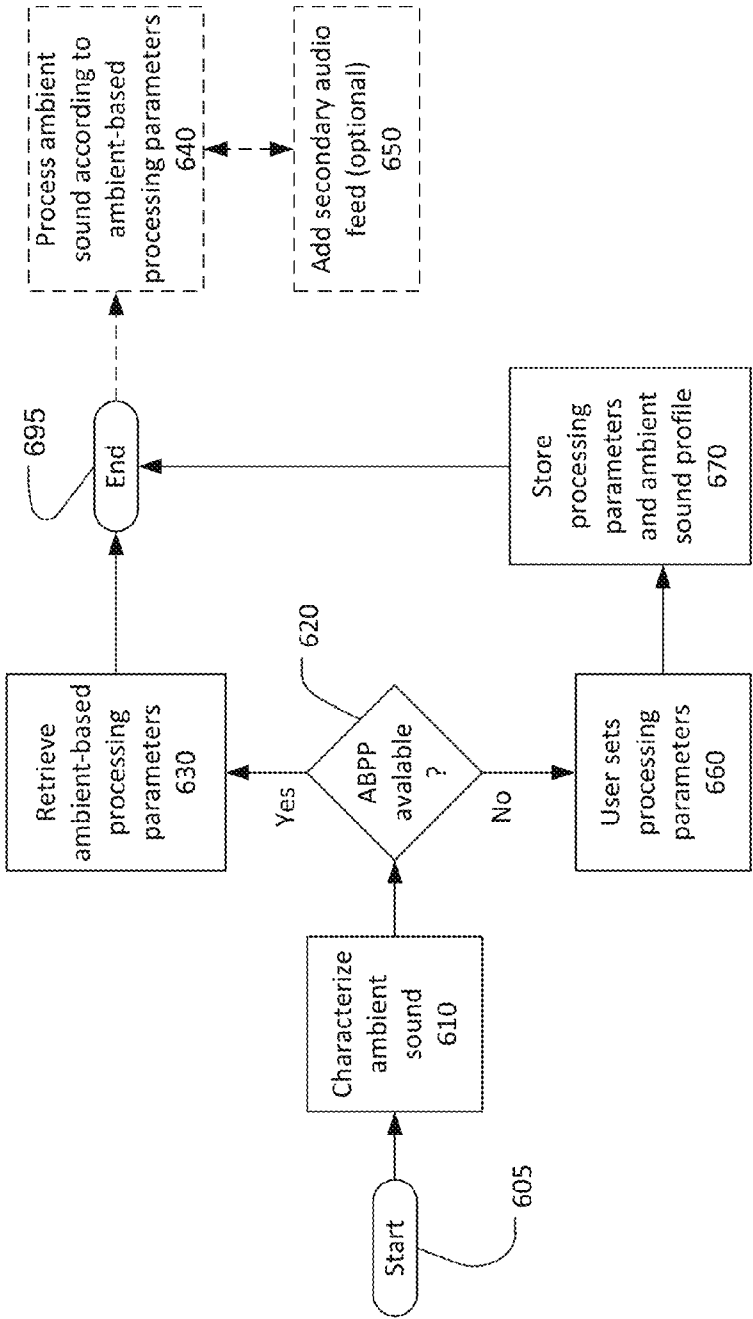 Start
605
Characterize
ambient
sound
610
ABPP
avalable
?
620
Yes
No
Retrieve
ambient-based
processing
parameters
630
User sets
processing
parameters
660
Store
processing
parameters
and ambient
sound profile
670
End
695
Process ambient
sound according to
ambient-based
processing parameters
640
Add secondary audio
feed (optional)
650